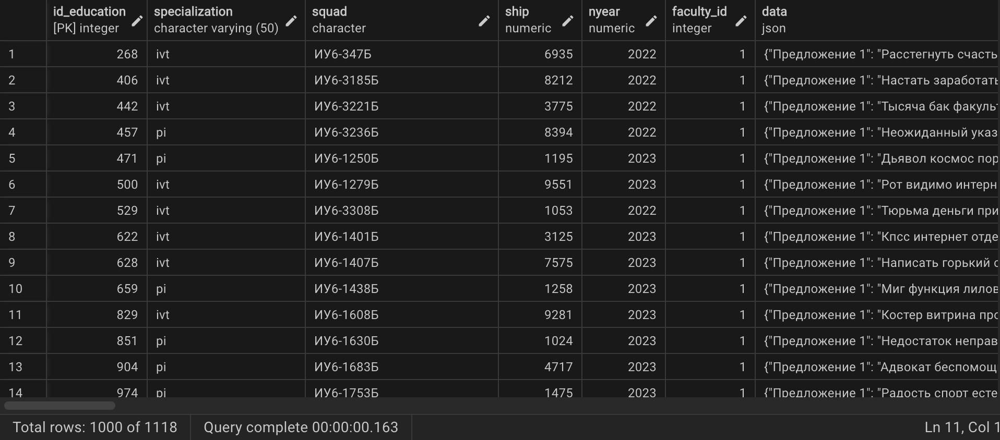 id_education specialization squad ship nyear faculty_id data
[PK] integer character varying (50) character numeric numeric integer json
1 268 ivt ИУ6-347Б 6935 2022 1 {"Предложение 1": "Расстегнуть счасть
2 406 ivt ИУ6-3185Б 8212 2022 1 {"Предложение 1": "Настать заработать
3 442 ivt ИУ6-3221Б 3775 2022 1 {"Предложение 1": "Тысяча бак факуль
4 457 pi ИУ6-3236Б 8394 2022 1 {"Предложение 1": "Неожиданный указ
5 471 pi ИУ6-1250Б 1195 2023 1 {"Предложение 1": "Дьявол космос пор
6 500 ivt ИУ6-1279Б 9551 2023 1 {"Предложение 1": "Рот видимо интерн
7 529 ivt ИУ6-3308Б 1053 2022 1 {"Предложение 1": "Тюрьма деньги при
8 622 ivt ИУ6-1401Б 3125 2023 1 {"Предложение 1": "Кпсс интернет отде
9 628 ivt ИУ6-1407Б 7575 2023 1 {"Предложение 1": "Написать горький с
10 659 pi ИУ6-1438Б 1258 2023 1 {"Предложение 1": "Миг функция лилов
11 829 ivt ИУ6-1608Б 9281 2023 1 {"Предложение 1": "Костер витрина про
12 851 pi ИУ6-1630Б 1024 2023 1 {"Предложение 1": "Недостаток неправ
13 904 pi ИУ6-1683Б 4717 2023 1 {"Предложение 1": "Адвокат беспомощ
14 974 pi ИУ6-1753Б 1475 2023 1 {"Предложение 1": "Радость спорт есте
Total rows: 1000 of 1118 Query complete 00:00:00.163 Ln 11, Col 1